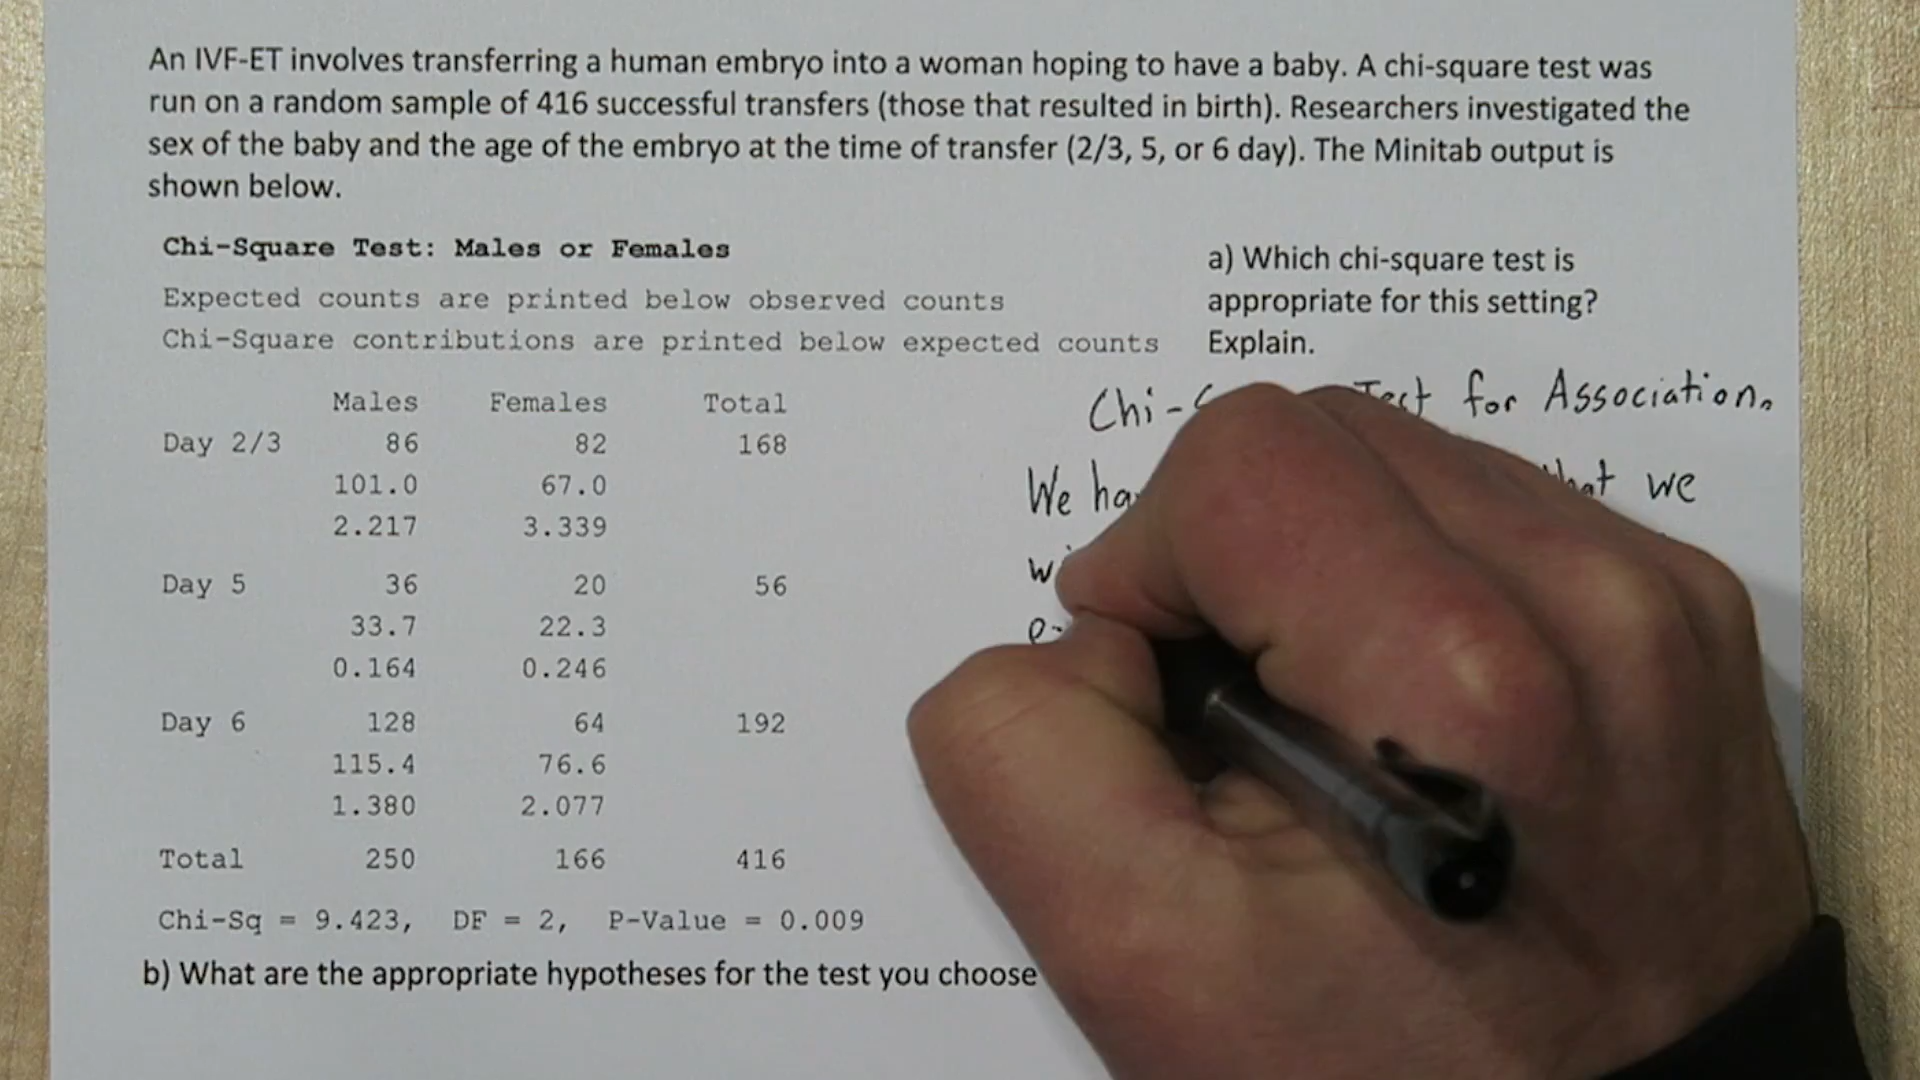 An IVF-ET involves transferring a human embryo into a woman hoping to have a baby. A chi-square test was
run on a random sample of 416 successful transfers (those that resulted in birth). Researchers investigated the
sex of the baby and the age of the embryo at the time of transfer (2/3, 5, or 6 day). The Minitab output is
shown below.
Chi-Square Test: Males or Females
Expected counts are printed below observed counts
Chi-Square contributions are printed below expected counts
Males Females Total
Day 2/3 86 82 168
101.0 67.0
2.217 3.339
Day 5 36 20 56
33.7 22.3
0.164 0.246
Day 6 128 64 192
115.4 76.6
1.380 2.077
Total 250 166 416
Chi-Sq = 9.423, DF = 2, P-Value = 0.009
b) What are the appropriate hypotheses for the test you choose
a) Which chi-square test is
appropriate for this setting?
Explain.
Chi- Test for Association.
We we